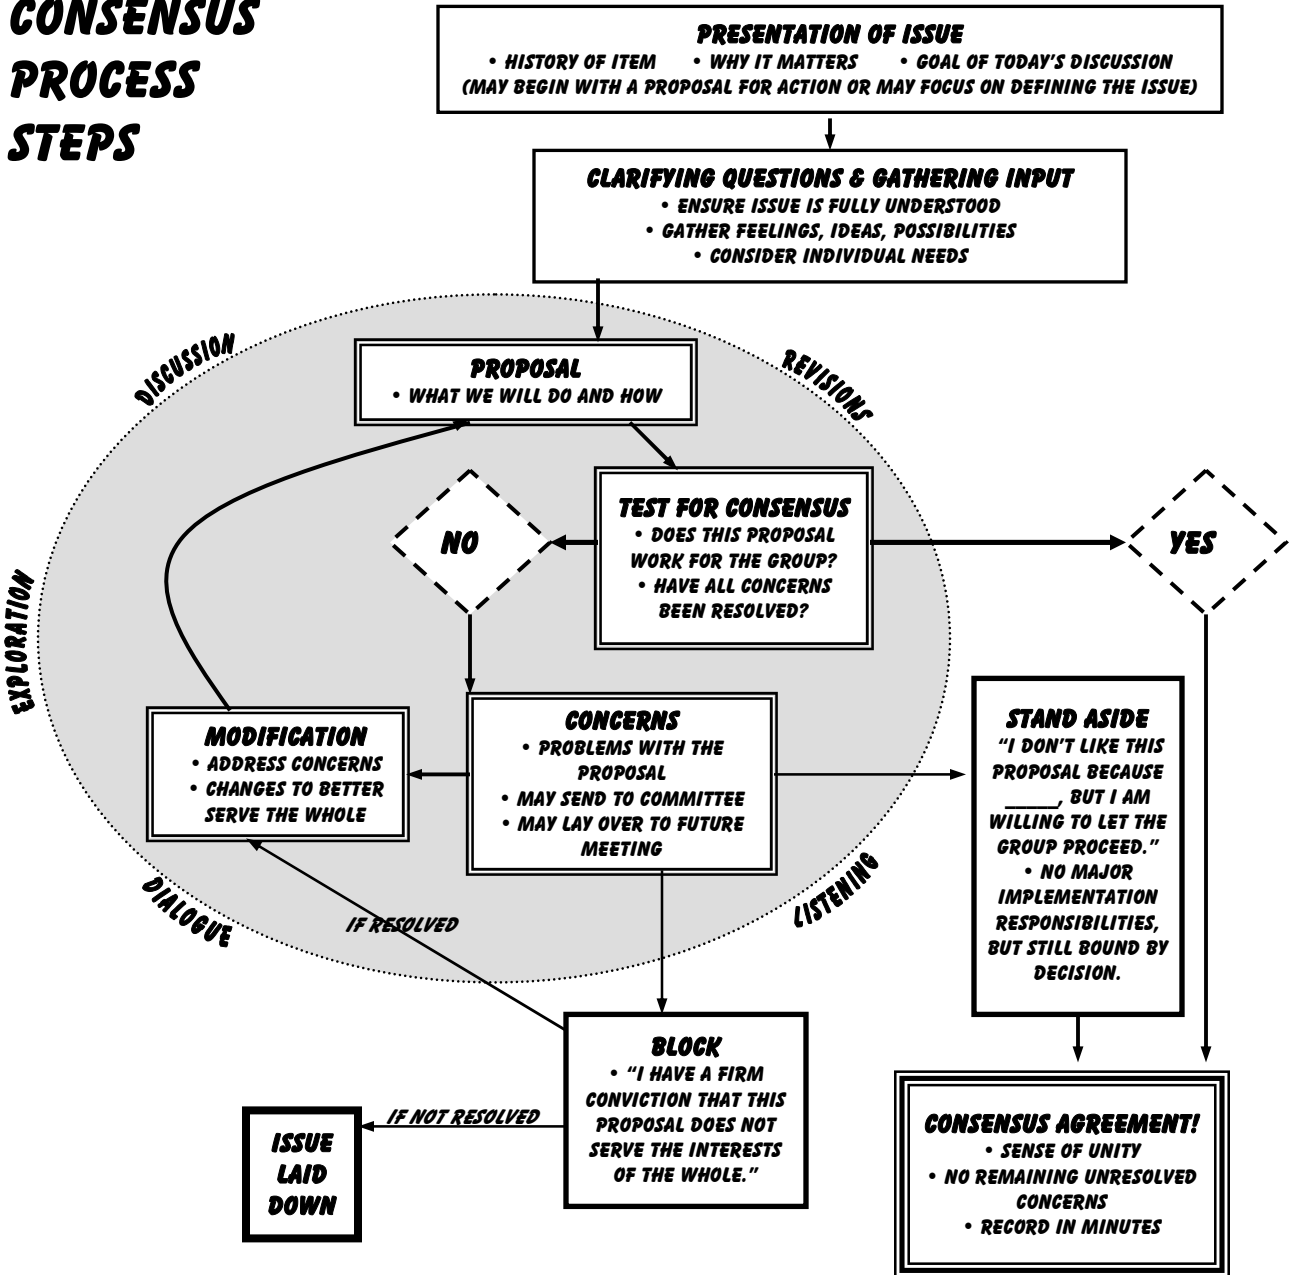 CONSENSUS
PROCESS
STEPS
PRESENTATION OF ISSUE
• HISTORY OF ITEM • WHY IT MATTERS • GOAL OF TODAY'S DISCUSSION
(MAY BEGIN WITH A PROPOSAL FOR ACTION OR MAY FOCUS ON DEFINING THE ISSUE)
CLARIFYING QUESTIONS & GATHERING INPUT
• ENSURE ISSUE IS FULLY UNDERSTOOD
• GATHER FEELINGS, IDEAS, POSSIBILITIES
• CONSIDER INDIVIDUAL NEEDS
DISCUSSION
REVISIONS
PROPOSAL
• WHAT WE WILL DO AND HOW
TEST FOR CONSENSUS
• DOES THIS PROPOSAL
WORK FOR THE GROUP?
• HAVE ALL CONCERNS
BEEN RESOLVED?
NO
YES
EXPLORATION
MODIFICATION
• ADDRESS CONCERNS
• CHANGES TO BETTER
SERVE THE WHOLE
CONCERNS
• PROBLEMS WITH THE
PROPOSAL
• MAY SEND TO COMMITTEE
• MAY LAY OVER TO FUTURE
MEETING
STAND ASIDE
"I DON'T LIKE THIS
PROPOSAL BECAUSE
_____, BUT I AM
WILLING TO LET THE
GROUP PROCEED."
• NO MAJOR
IMPLEMENTATION
RESPONSIBILITIES,
BUT STILL BOUND BY
DECISION.
DIALOGUE
LISTENING
IF RESOLVED
BLOCK
• "I HAVE A FIRM
CONVICTION THAT THIS
PROPOSAL DOES NOT
SERVE THE INTERESTS
OF THE WHOLE."
IF NOT RESOLVED
ISSUE
LAID
DOWN
CONSENSUS AGREEMENT!
• SENSE OF UNITY
• NO REMAINING UNRESOLVED
CONCERNS
• RECORD IN MINUTES